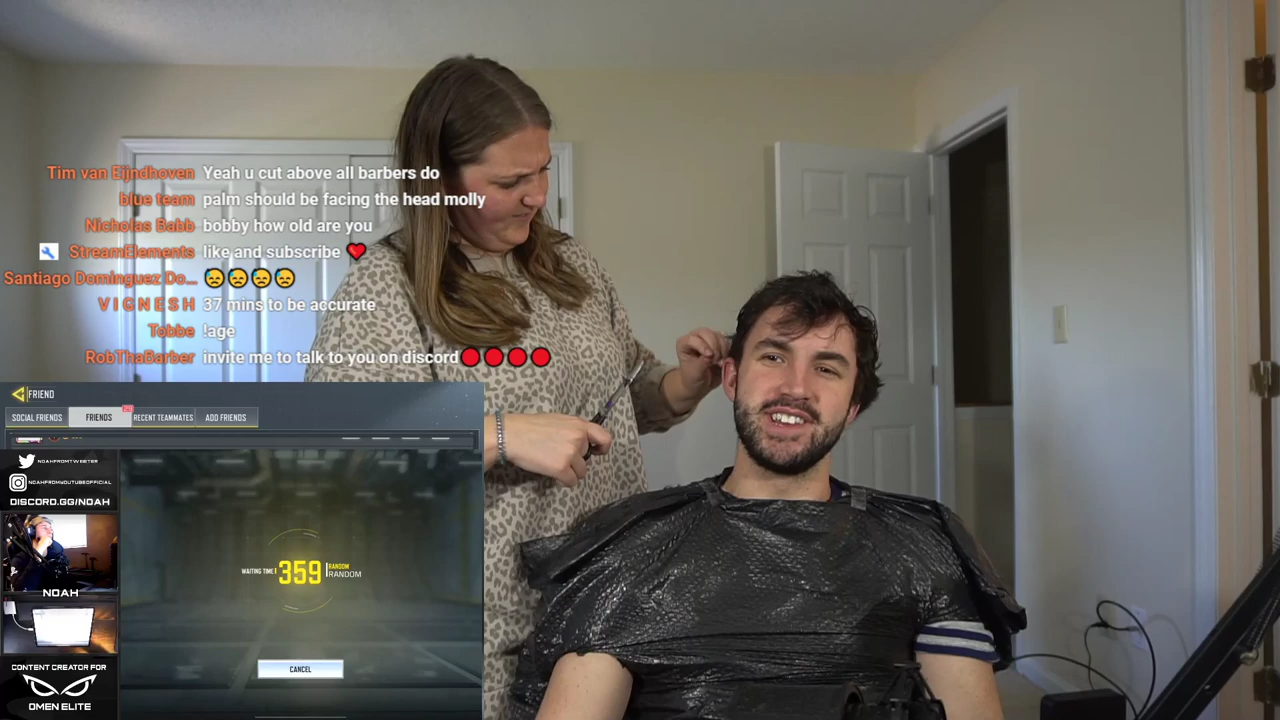 Tim van Eijndhoven Yeah u cut above all barbers do
blue team palm should be facing the head molly
Nicholas Babb bobby how old are you
StreamElements like and subscribe ❤️
Santiago Dominguez Do... 😓😓😓😓
V I G N E S H 37 mins to be accurate
Tobbe !age
RobThaBarber invite me to talk to you on discord🔴🔴🔴🔴
FRIEND
SOCIAL FRIENDS FRIENDS RECENT TEAMMATES ADD FRIENDS
NOAHFROMTWEETER
NOAHFROMYOUTUBEOFFICIAL
DISCORD.GG/NOAH
WAITING TIME 359 RANDOM
RANDOM
NOAH
CANCEL
CONTENT CREATOR FOR
OMEN ELITE